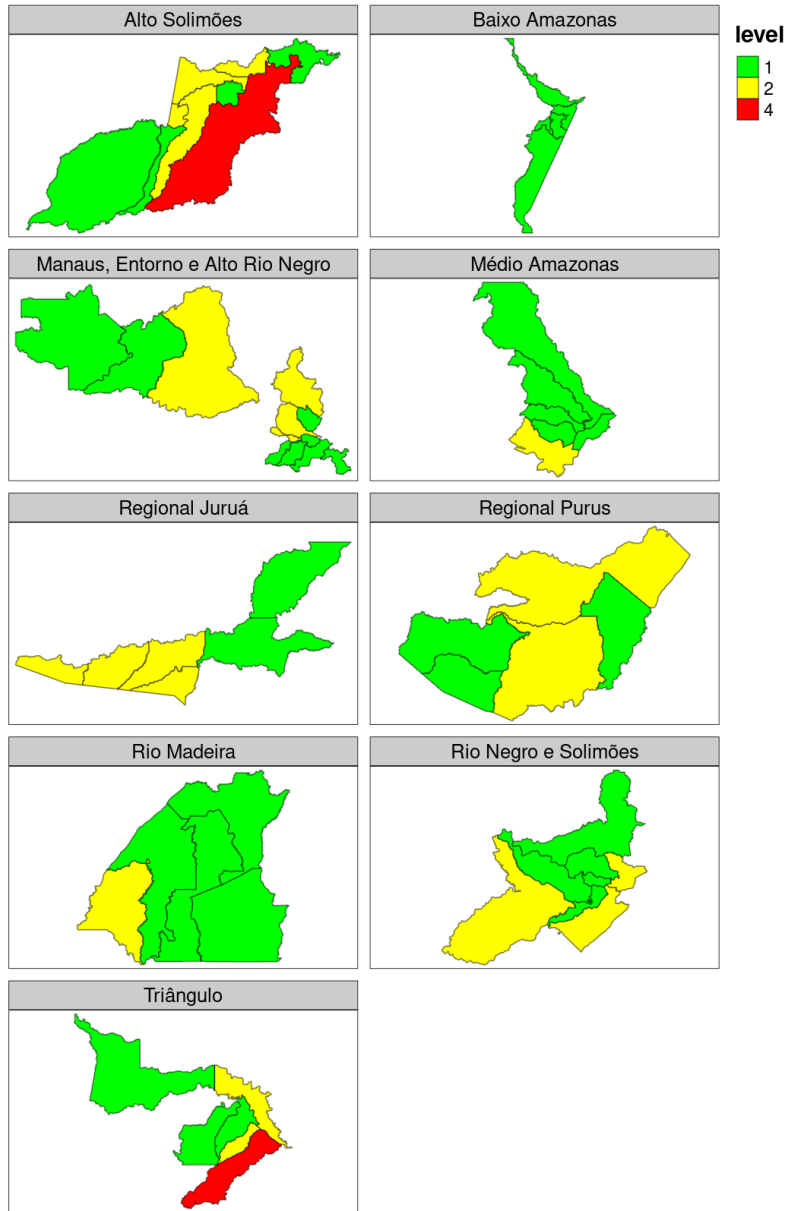 Alto Solimões
Baixo Amazonas
level
1
2
4
Manaus, Entorno e Alto Rio Negro
Médio Amazonas
Regional Juruá
Regional Purus
Rio Madeira
Rio Negro e Solimões
Triângulo